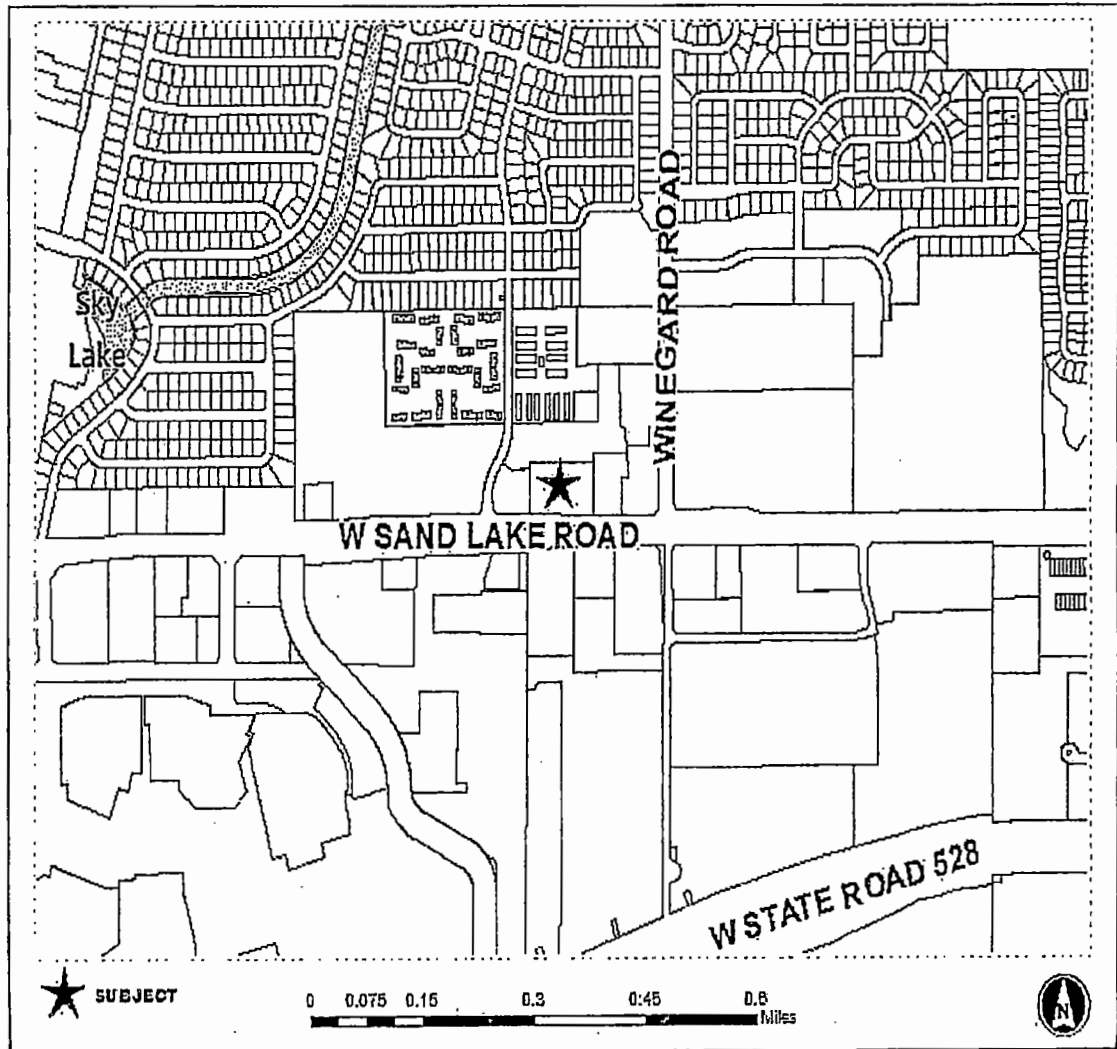 Sky
Lake
WINEGARD ROAD
W SAND LAKE ROAD
W STATE ROAD 528
SUBJECT
0 0.075 0.15 0.3 0.45 0.6
Miles
N